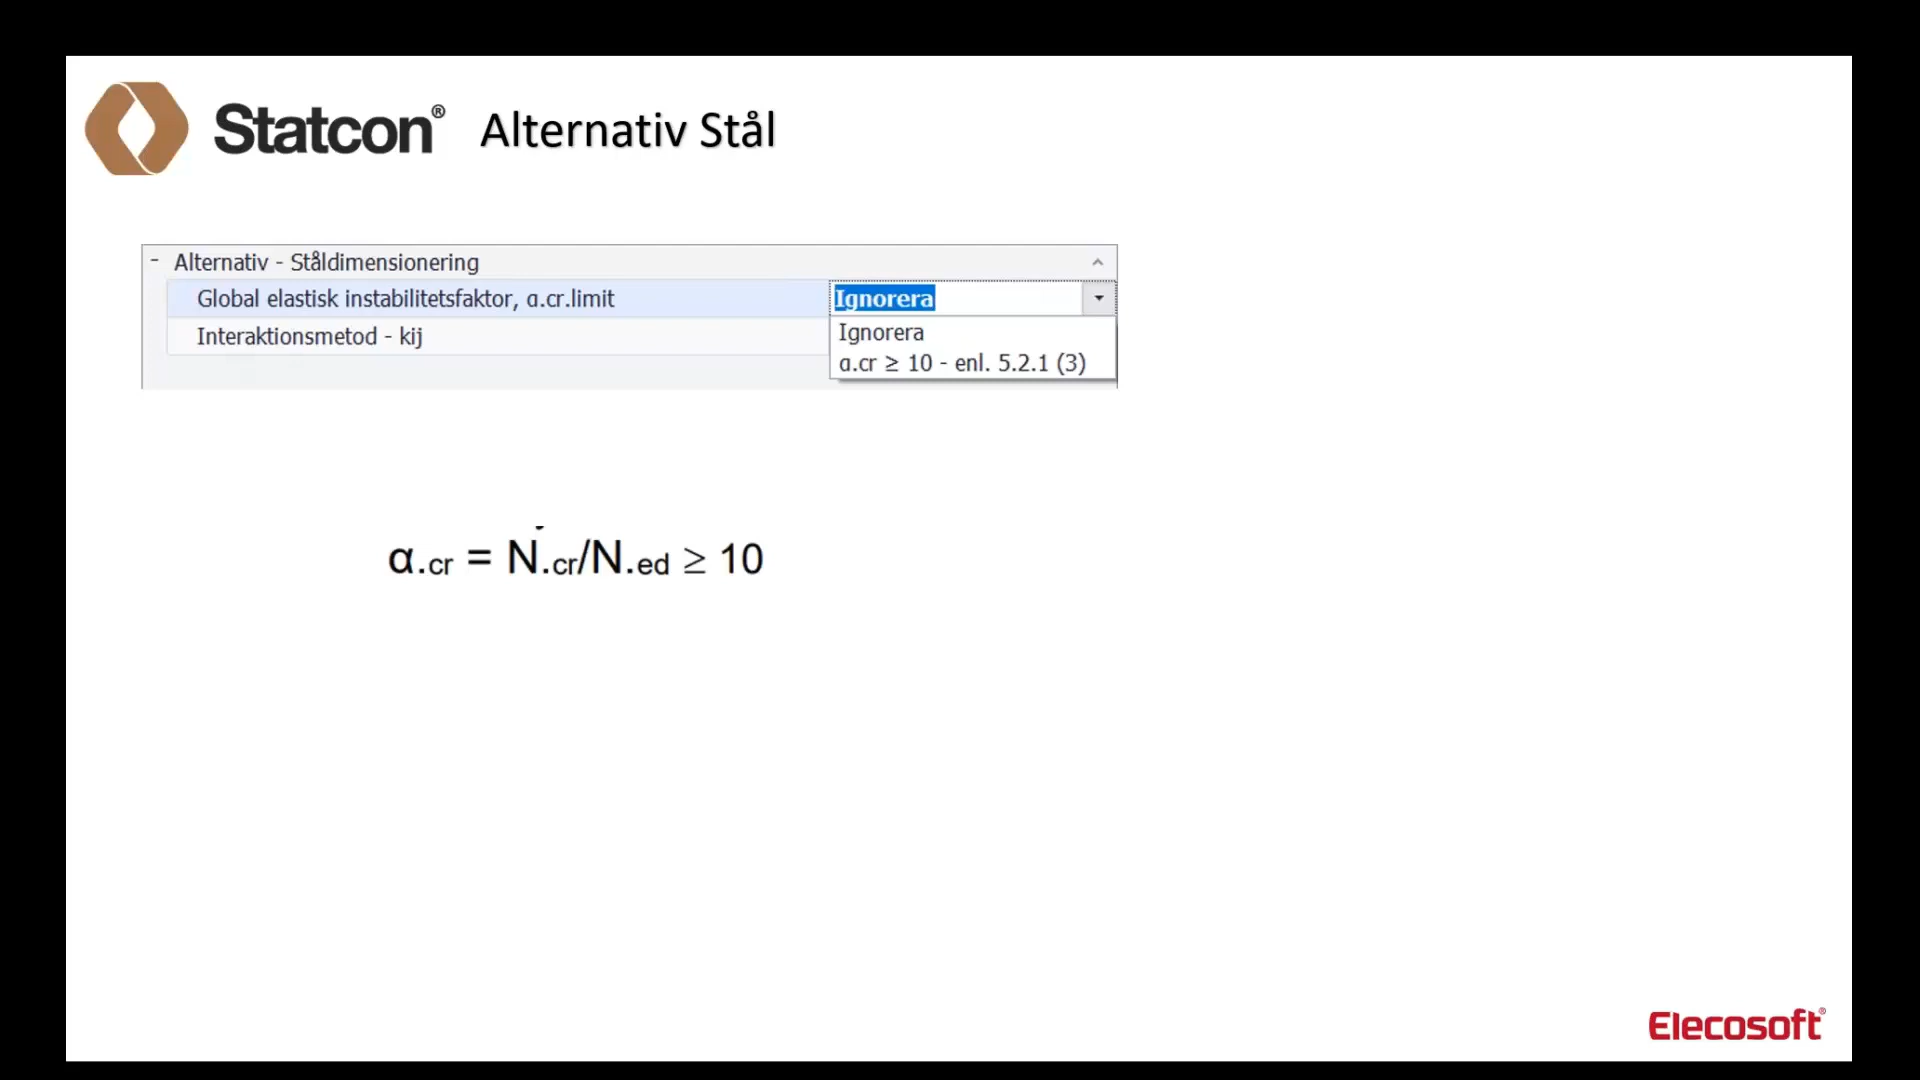 Statcon® Alternativ Stål
- Alternativ - Ståldimensionering
Global elastisk instabilitetsfaktor, α.cr.limit Ignorera
Interaktionsmetod - kij
Ignorera
α.cr ≥ 10 - enl. 5.2.1 (3)
α.cr = N.cr/N.ed ≥ 10
Elecosoft®